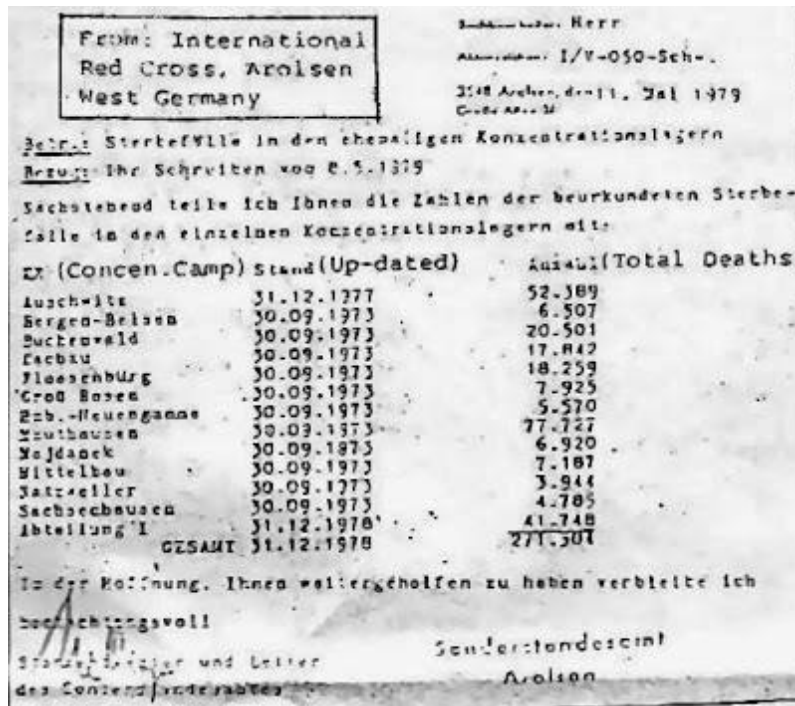 From: International
Red Cross, Arolsen
West Germany
Herr
I/V-050-Sch-.
11. Mai 1979
Betr.: Sterbefälle in den ehemaligen Konzentrationslagern
Bezug: Ihr Schreiben vom 8.5.1979
teile ich Ihnen die Zahlen der beurkundeten Sterbe-
fälle in den einzelnen Konzentrationslagern mit:
(Concen.Camp) Stand (Up-dated) Anzahl (Total Deaths
Auschwitz 31.12.1977 52.389
Bergen-Belsen 30.09.1973 6.507
Buchenwald 30.09.1973 20.501
Dachau 30.09.1973 17.842
Flossenbürg 30.09.1973 18.259
Groß Rosen 30.09.1973 7.925
-Neuengamme 30.09.1973 5.570
Mauthausen 30.09.1973 77.727
Majdanek 30.09.1973 6.920
Mittelbau 30.09.1973 7.187
Natzweiler 30.09.1973 3.944
Sachsenhausen 30.09.1973 4.785
Abteilung I 31.12.1978 41.748
GESAMT 31.12.1978 271.304
In der Hoffnung, Ihnen weitergeholfen zu haben verbleibe ich
hochachtungsvoll
und Leiter
des Sonderstandesamtes
Sonderstandesamt
Arolsen